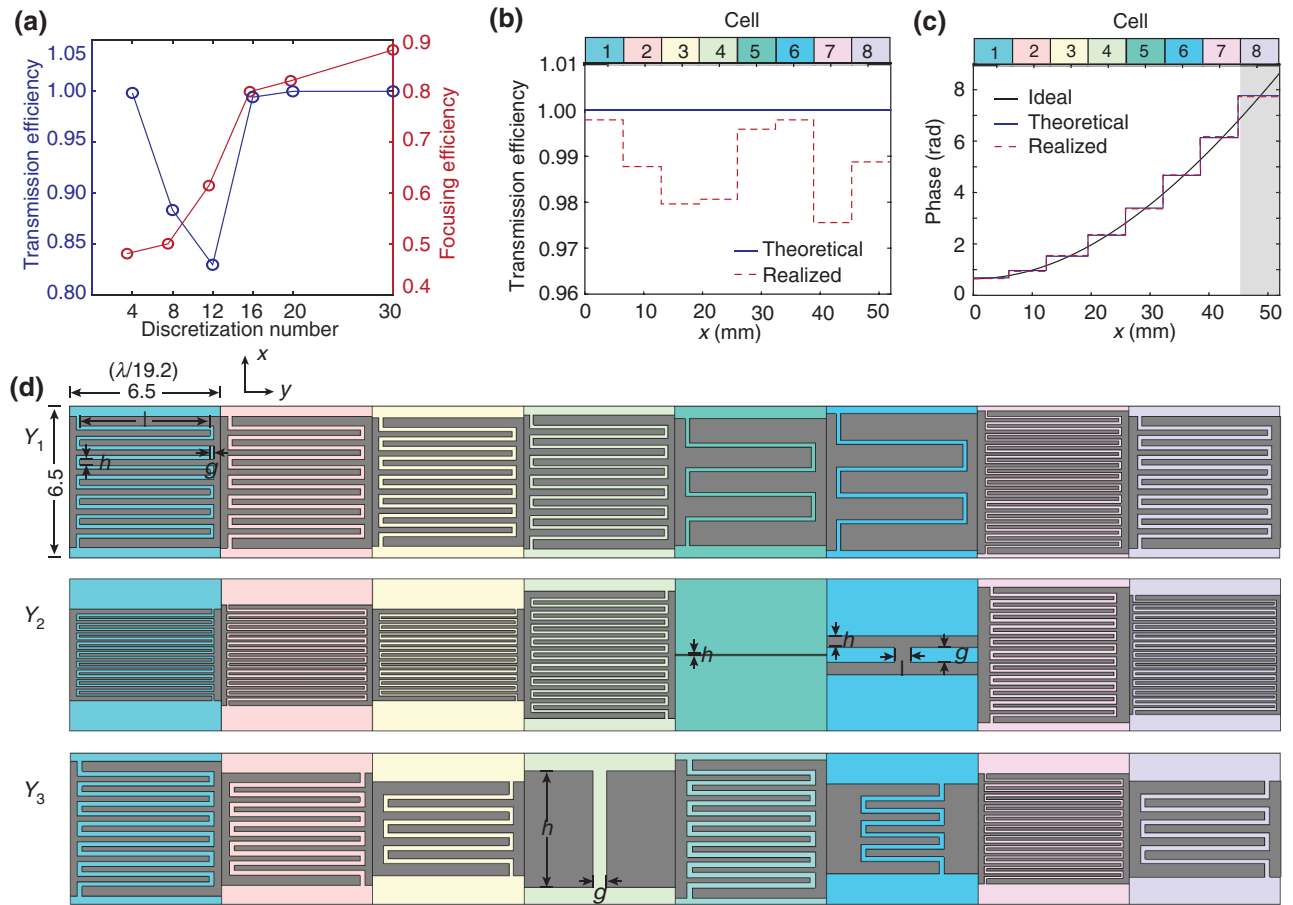 (a)
Transmission efficiency
1.05
1.00
0.95
0.90
0.85
0.80
4
8
12
16
20
30
Discretization number
0.9
0.8
0.7
0.6
0.5
0.4
Focusing efficiency
(b)
Cell
1 2 3 4 5 6 7 8
Transmission efficiency
1.01
1.00
0.99
0.98
0.97
0.96
Theoretical
Realized
0 10 20 30 40 50
x (mm)
(c)
Cell
1 2 3 4 5 6 7 8
Phase (rad)
8
6
4
2
0
Ideal
Theoretical
Realized
0 10 20 30 40 50
x (mm)
(d)
(λ/19.2)
6.5
x
y
Y1
6.5
l
h
g
Y2
h
h
g
l
Y3
h
g